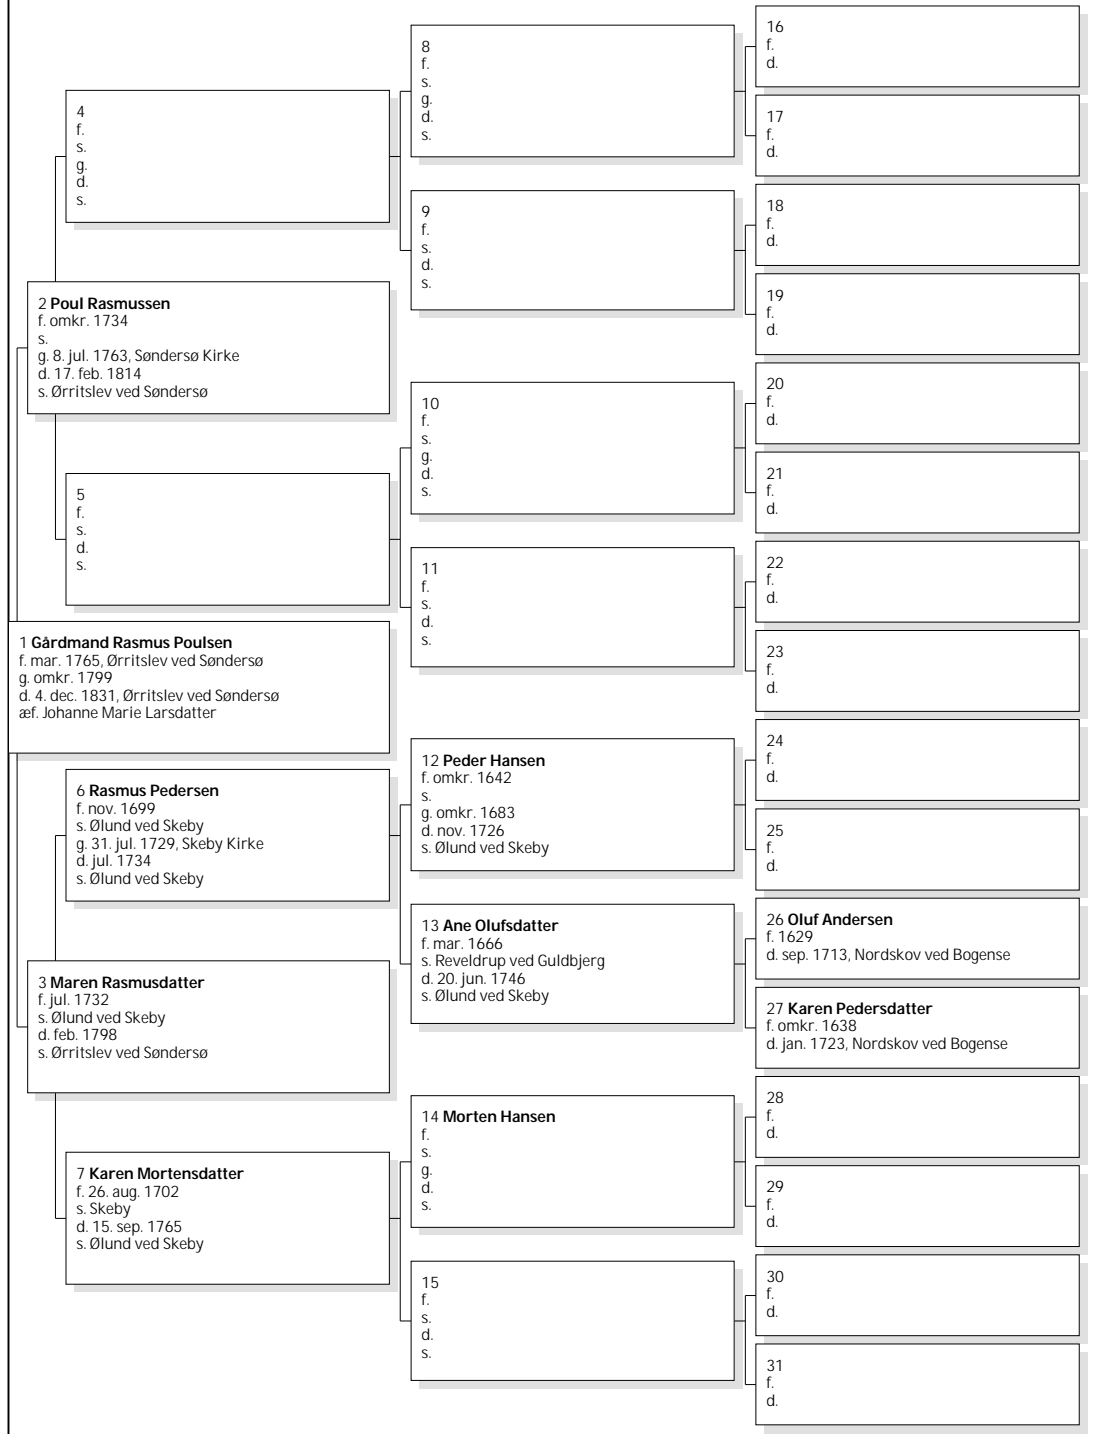 16
f.
d.
8
f.
s.
g.
d.
s.
17
f.
d.
4
f.
s.
g.
d.
s.
18
f.
d.
9
f.
s.
d.
s.
19
f.
d.
2 Poul Rasmussen
f. omkr. 1734
s.
g. 8. jul. 1763, Søndersø Kirke
d. 17. feb. 1814
s. Ørritslev ved Søndersø
20
f.
d.
10
f.
s.
g.
d.
s.
21
f.
d.
5
f.
s.
d.
s.
22
f.
d.
11
f.
s.
d.
s.
23
f.
d.
1 Gårdmand Rasmus Poulsen
f. mar. 1765, Ørritslev ved Søndersø
g. omkr. 1799
d. 4. dec. 1831, Ørritslev ved Søndersø
æf. Johanne Marie Larsdatter
24
f.
d.
12 Peder Hansen
f. omkr. 1642
s.
g. omkr. 1683
d. nov. 1726
s. Ølund ved Skeby
25
f.
d.
6 Rasmus Pedersen
f. nov. 1699
s. Ølund ved Skeby
g. 31. jul. 1729, Skeby Kirke
d. jul. 1734
s. Ølund ved Skeby
26 Oluf Andersen
f. 1629
d. sep. 1713, Nordskov ved Bogense
13 Ane Olufsdatter
f. mar. 1666
s. Reveldrup ved Guldbjerg
d. 20. jun. 1746
s. Ølund ved Skeby
27 Karen Pedersdatter
f. omkr. 1638
d. jan. 1723, Nordskov ved Bogense
3 Maren Rasmusdatter
f. jul. 1732
s. Ølund ved Skeby
d. feb. 1798
s. Ørritslev ved Søndersø
28
f.
d.
14 Morten Hansen
f.
s.
g.
d.
s.
29
f.
d.
7 Karen Mortensdatter
f. 26. aug. 1702
s. Skeby
d. 15. sep. 1765
s. Ølund ved Skeby
30
f.
d.
15
f.
s.
d.
s.
31
f.
d.